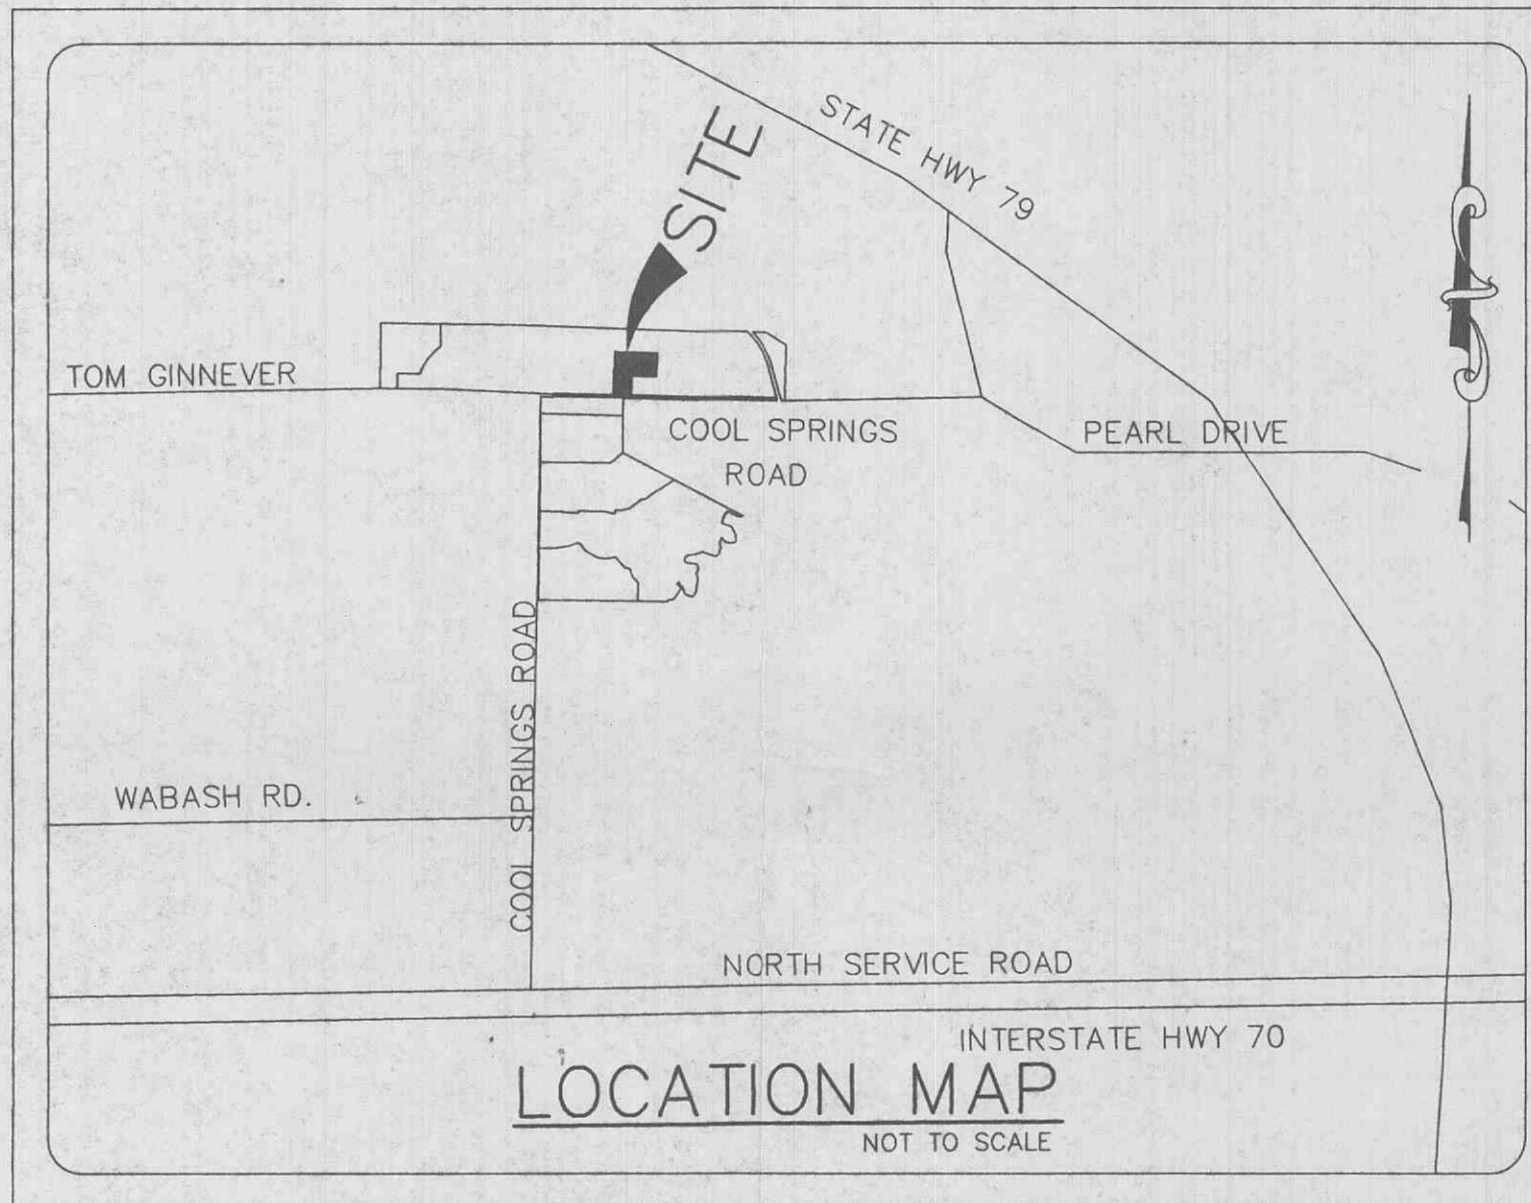 STATE HWY 79
SITE
TOM GINNEVER
COOL SPRINGS
ROAD
PEARL DRIVE
COOL SPRINGS ROAD
WABASH RD.
NORTH SERVICE ROAD
INTERSTATE HWY 70
LOCATION MAP
NOT TO SCALE